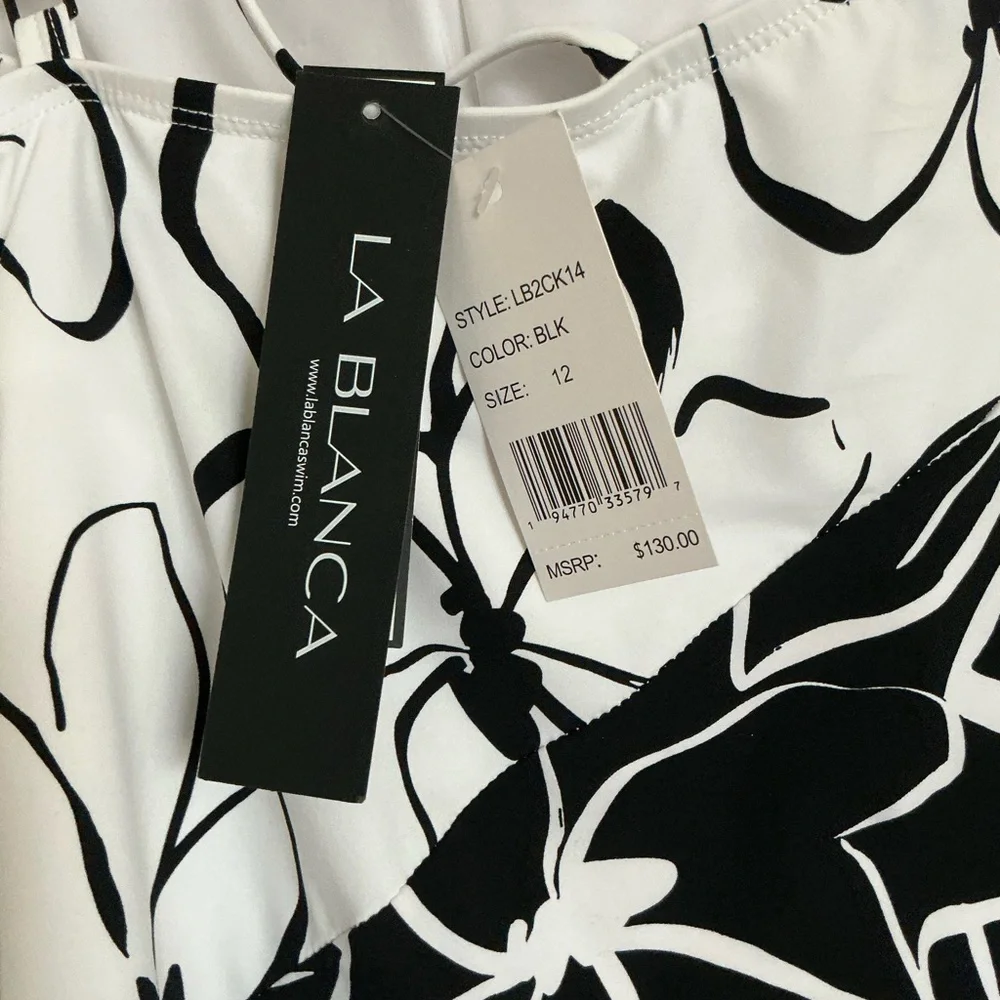 LA BLANCA
www.lablancaswim.com
STYLE: LB2CK14
COLOR: BLK
SIZE: 12
1 94770 33579 7
MSRP: $130.00